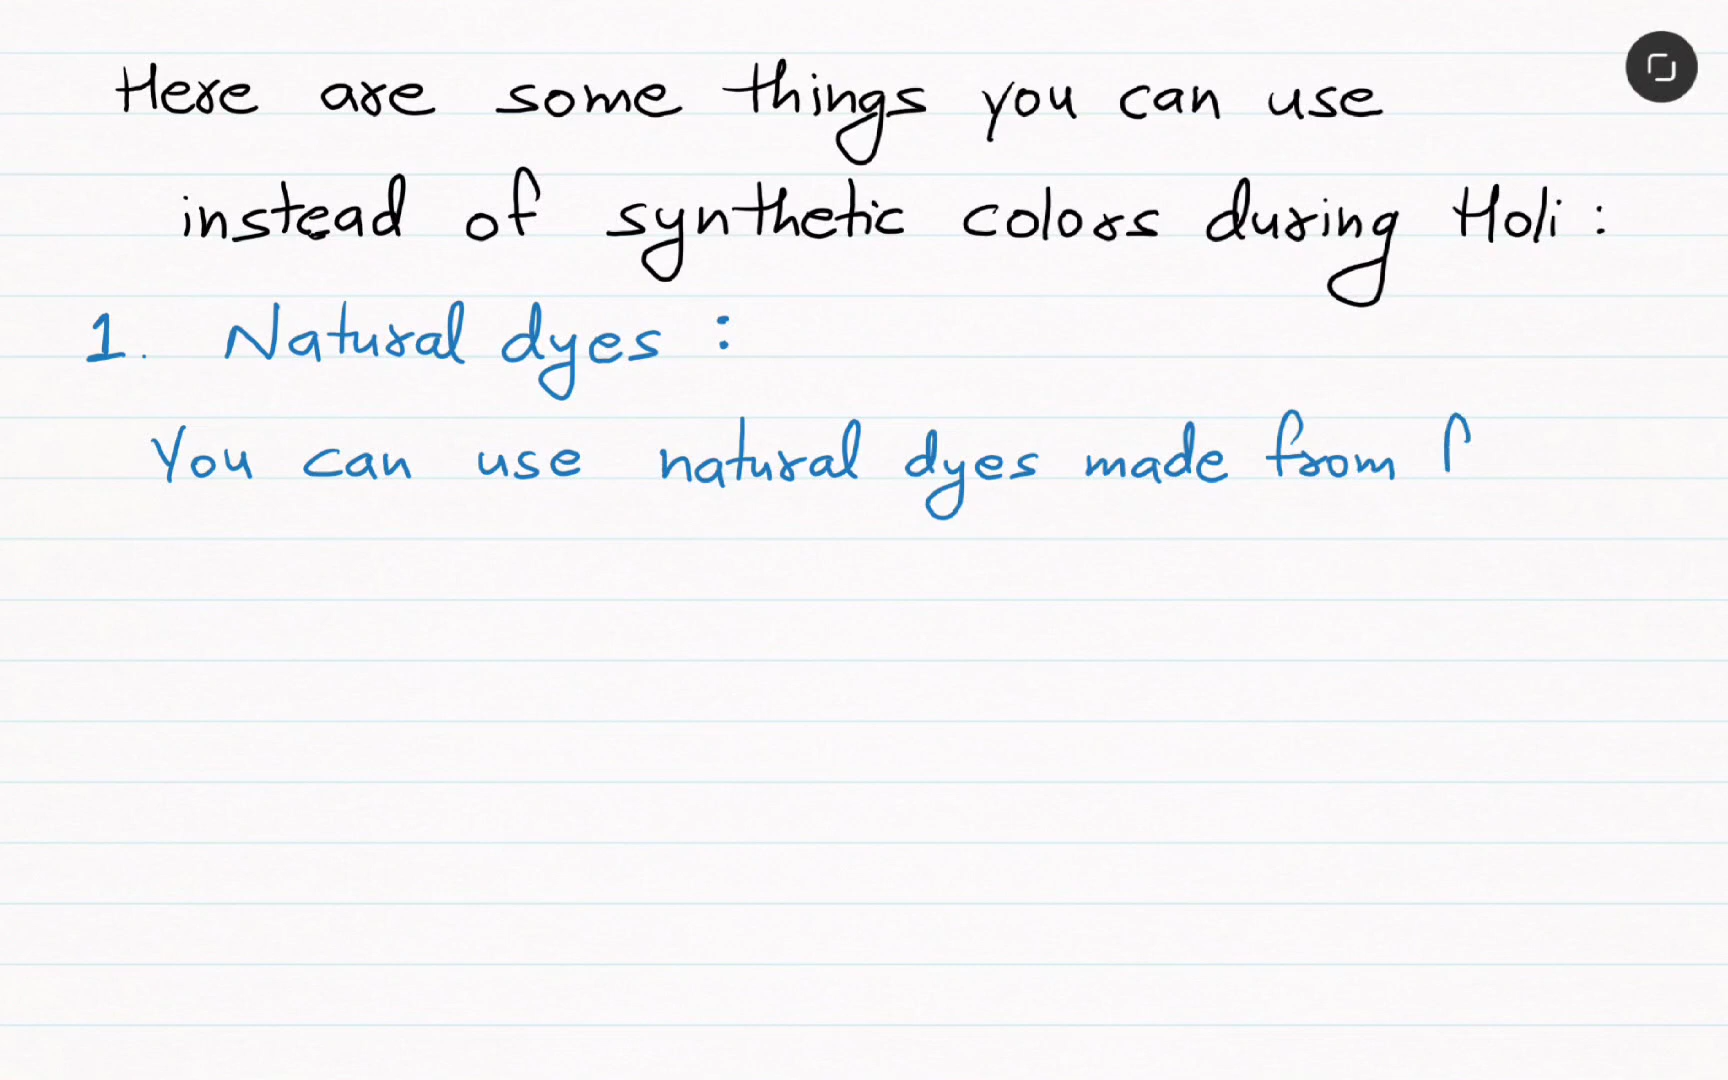 Here are some things you can use
instead of synthetic colors during Holi :
1. Natural dyes :
You can use natural dyes made from